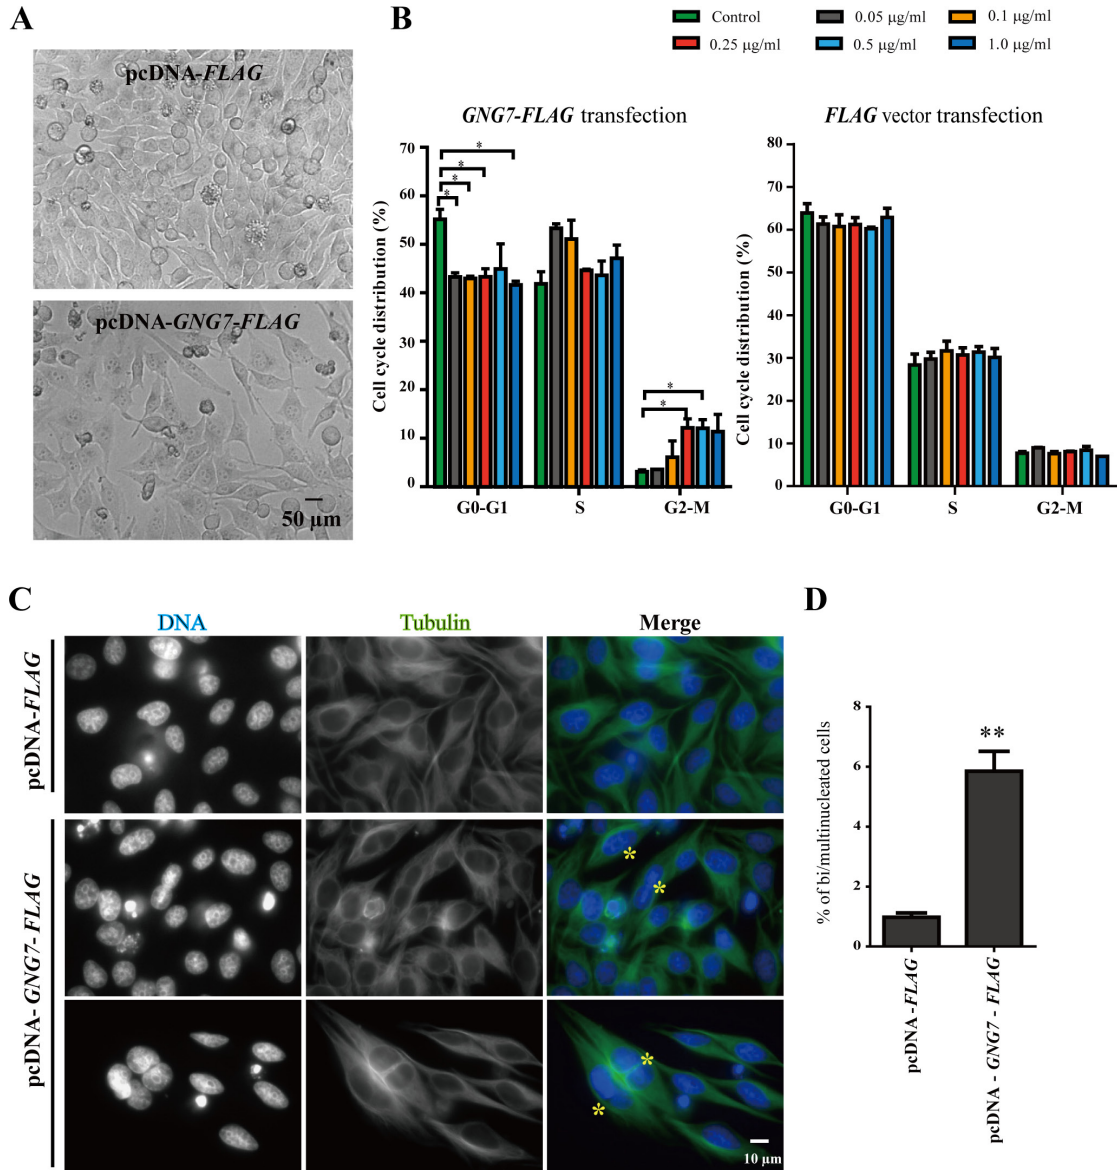 A
pcDNA-FLAG
pcDNA-GNG7-FLAG
50 µm
B
Control
0.05 µg/ml
0.1 µg/ml
0.25 µg/ml
0.5 µg/ml
1.0 µg/ml
GNG7-FLAG transfection
Cell cycle distribution (%)
70
60
50
40
30
20
10
0
*
*
*
*
*
*
G0-G1
S
G2-M
FLAG vector transfection
Cell cycle distribution (%)
80
70
60
50
40
30
20
10
0
G0-G1
S
G2-M
C
DNA
Tubulin
Merge
pcDNA-FLAG
pcDNA- GNG7- FLAG
*
*
*
*
10 µm
D
% of bi/multinucleated cells
8
6
4
2
0
**
pcDNA -FLAG
pcDNA - GNG7 - FLAG